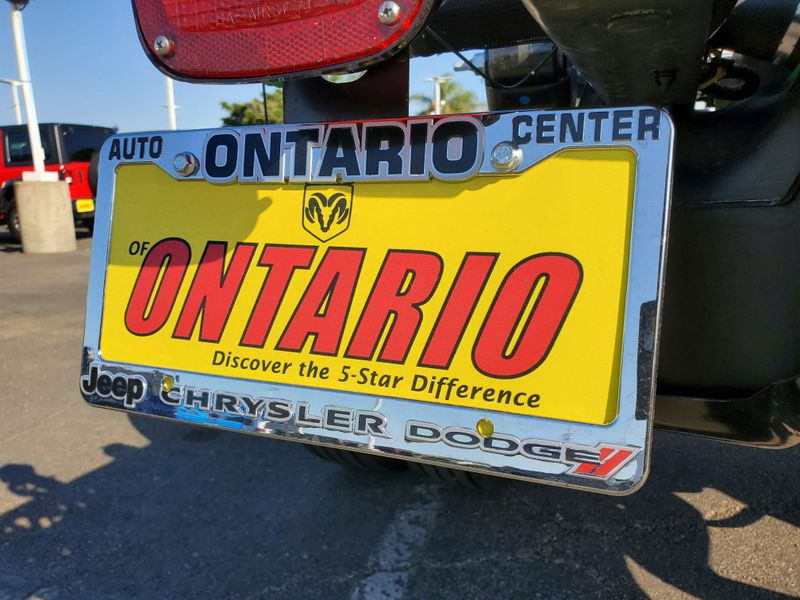 AUTO ONTARIO CENTER
OF ONTARIO
Discover the 5-Star Difference
Jeep CHRYSLER DODGE